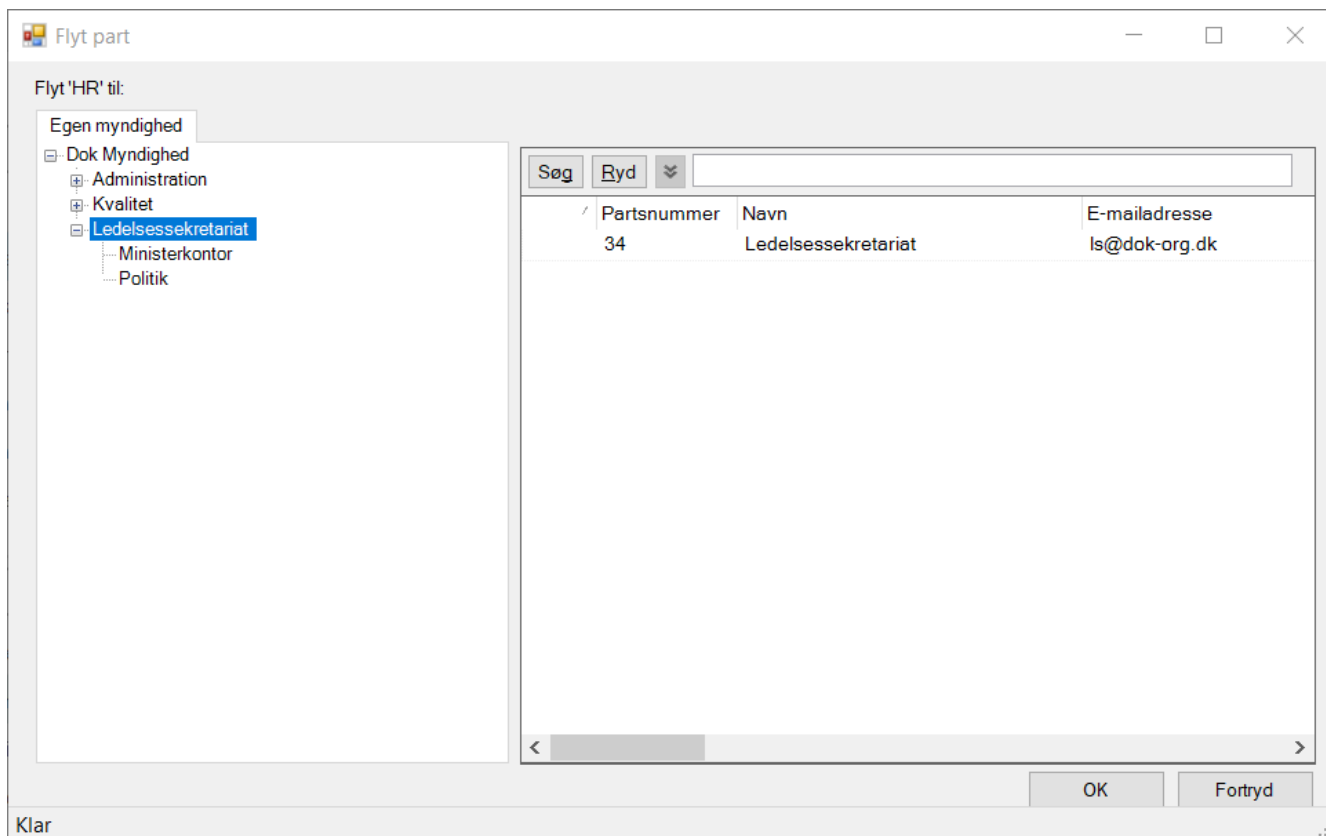 Flyt part
Flyt 'HR' til:
Egen myndighed
Dok Myndighed
Administration
Kvalitet
Ledelsessekretariat
Ministerkontor
Politik
Søg Ryd
Partsnummer Navn E-mailadresse
34 Ledelsessekretariat ls@dok-org.dk
OK Fortryd
Klar